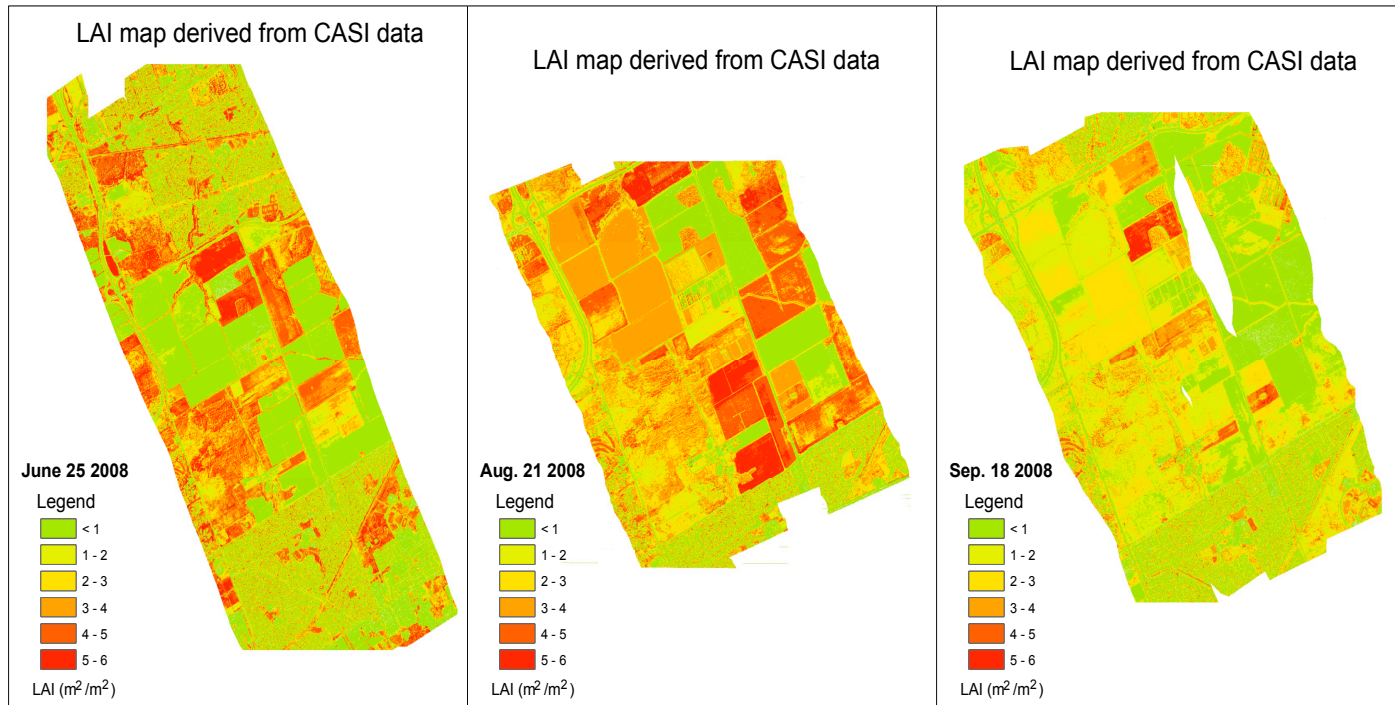 LAI map derived from CASI data
June 25 2008
Legend
< 1
1 - 2
2 - 3
3 - 4
4 - 5
5 - 6
LAI (m²/m²)
LAI map derived from CASI data
Aug. 21 2008
Legend
< 1
1 - 2
2 - 3
3 - 4
4 - 5
5 - 6
LAI (m²/m²)
LAI map derived from CASI data
Sep. 18 2008
Legend
< 1
1 - 2
2 - 3
3 - 4
4 - 5
5 - 6
LAI (m²/m²)